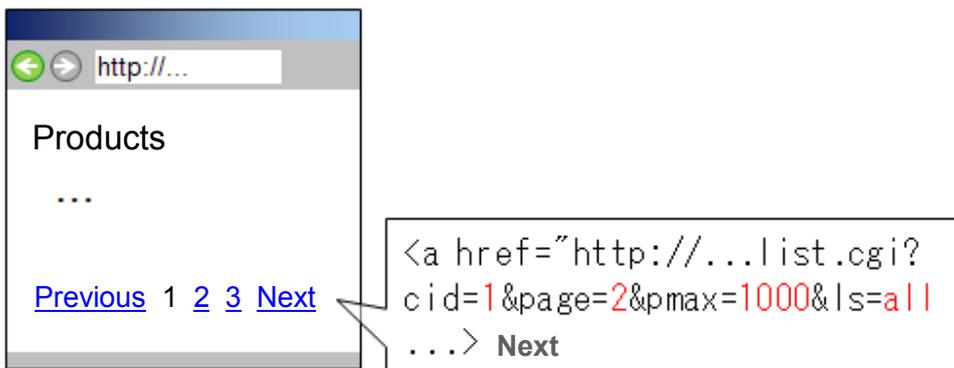 http://...
Products
...
Previous 1 2 3 Next
<a href="http://...list.cgi?
cid=1&page=2&pmax=1000&ls=all
...> Next